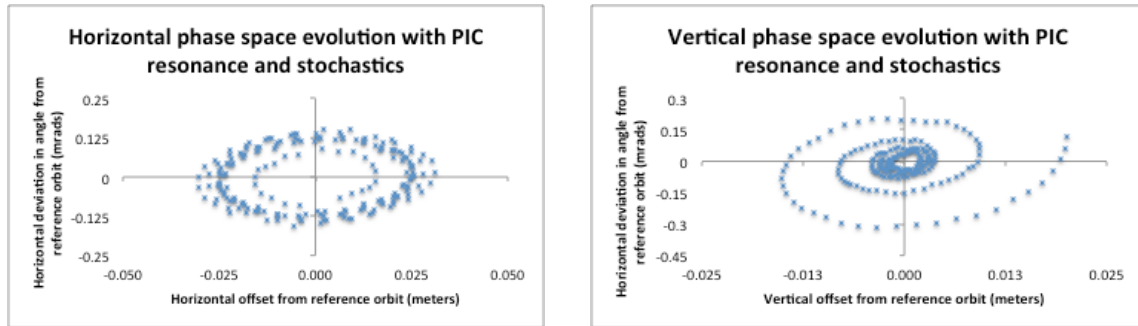 Horizontal phase space evolution with PIC
resonance and stochastics
Horizontal deviation in angle from
reference orbit (mrads)
0.25
0.125
0
-0.125
-0.25
-0.050
-0.025
0.000
0.025
0.050
Horizontal offset from reference orbit (meters)
Vertical phase space evolution with PIC
resonance and stochastics
Horizontal deviation in angle from
reference orbit (mrads)
0.3
0.15
0
-0.15
-0.3
-0.45
-0.025
-0.013
0.000
0.013
0.025
Vertical offset from reference orbit (meters)